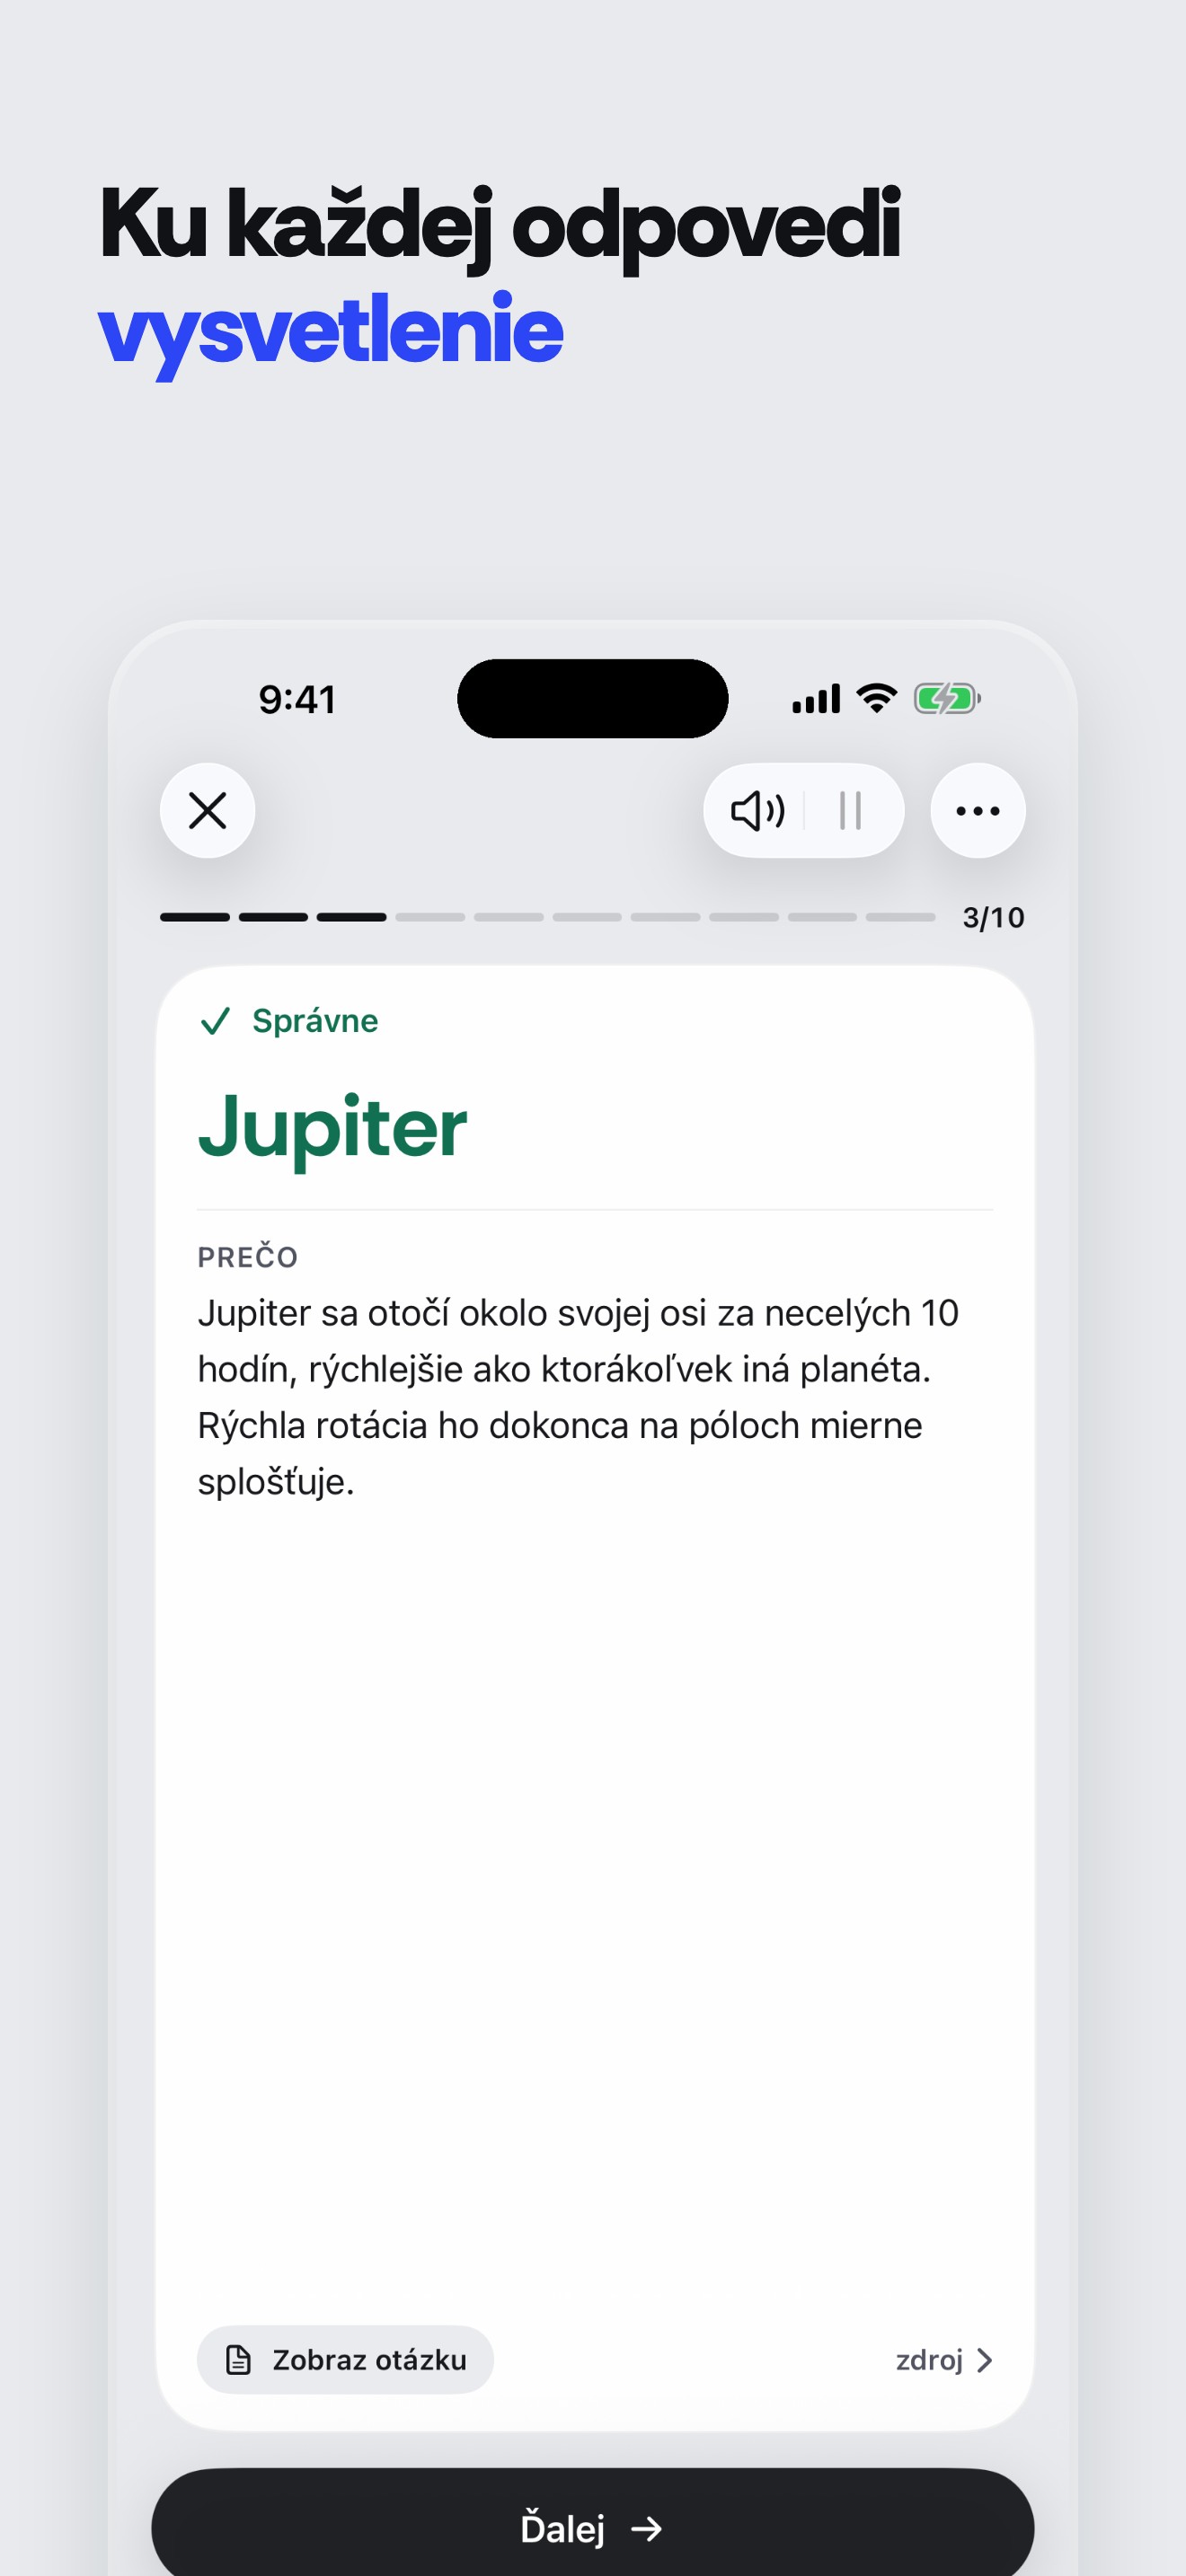 Ku každej odpovedi
vysvetlenie
9:41
3/10
Správne
Jupiter
PREČO
Jupiter sa otočí okolo svojej osi za necelých 10
hodín, rýchlejšie ako ktorákoľvek iná planéta.
Rýchla rotácia ho dokonca na póloch mierne
splošťuje.
Zobraz otázku
zdroj
Ďalej